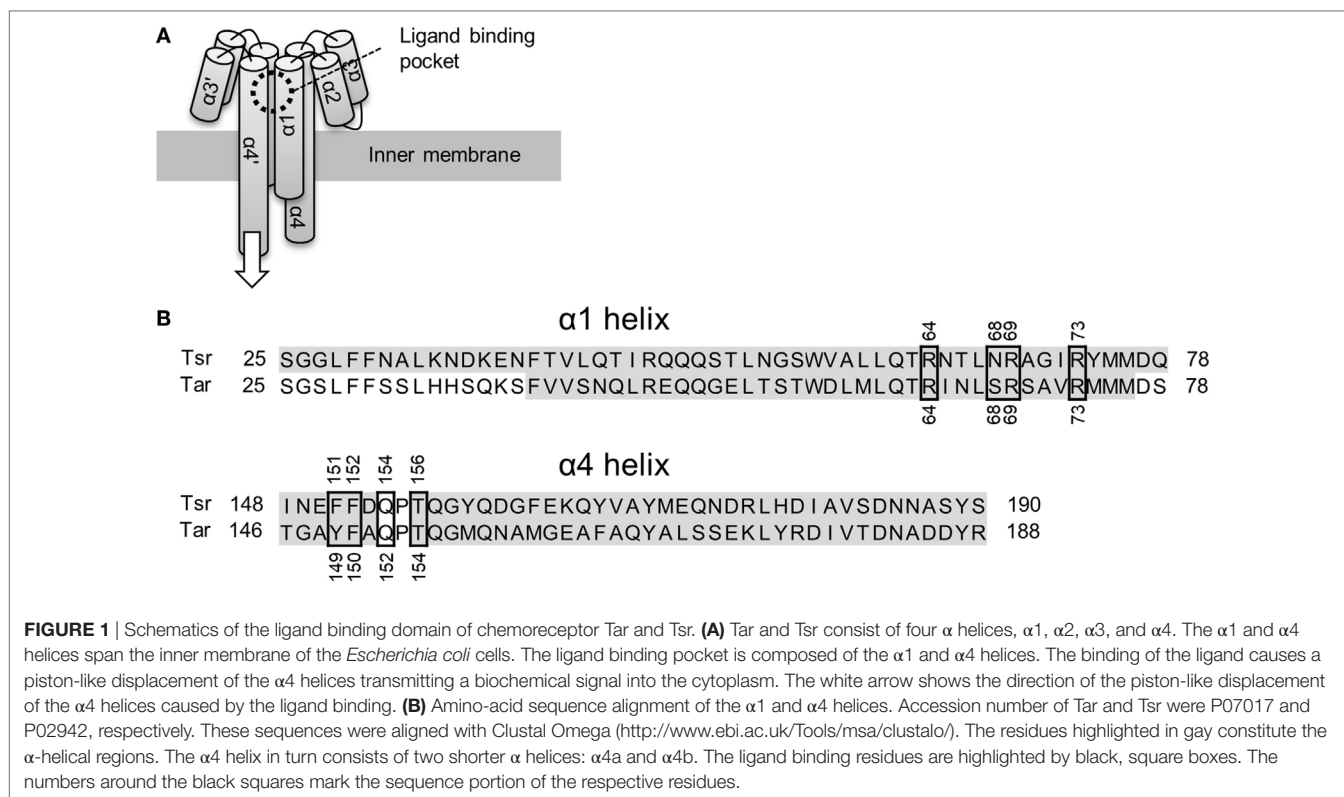 A
Ligand binding
pocket
α3'
α3
α2
α1
α4'
Inner membrane
α4
B
α1 helix
64 68 69 73
Tsr 25 SGGLFFNALKNDKENFTVLQTIRQQQSTLNGSWVALLQTRNTLNRAGIRYMMDQ 78
Tar 25 SGSLFFSSLHHSQKSFVVSNQLREQQGELTSTWDLMLQTRINLSRSAVRMMMDS 78
64 68 69 73
α4 helix
151 152 154 156
Tsr 148 INEFFDQPTQGYQDGFEKQYVAYMEQNDRLHDIAVSDNNASYS 190
Tar 146 TGAYFAQPTQGMQNAMGEAFAQYALSSEKLYRDIVTDNADDYR 188
149 150 152 154
FIGURE 1 | Schematics of the ligand binding domain of chemoreceptor Tar and Tsr. (A) Tar and Tsr consist of four α helices, α1, α2, α3, and α4. The α1 and α4
helices span the inner membrane of the Escherichia coli cells. The ligand binding pocket is composed of the α1 and α4 helices. The binding of the ligand causes a
piston-like displacement of the α4 helices transmitting a biochemical signal into the cytoplasm. The white arrow shows the direction of the piston-like displacement
of the α4 helices caused by the ligand binding. (B) Amino-acid sequence alignment of the α1 and α4 helices. Accession number of Tar and Tsr were P07017 and
P02942, respectively. These sequences were aligned with Clustal Omega (http://www.ebi.ac.uk/Tools/msa/clustalo/). The residues highlighted in gay constitute the
α-helical regions. The α4 helix in turn consists of two shorter α helices: α4a and α4b. The ligand binding residues are highlighted by black, square boxes. The
numbers around the black squares mark the sequence portion of the respective residues.